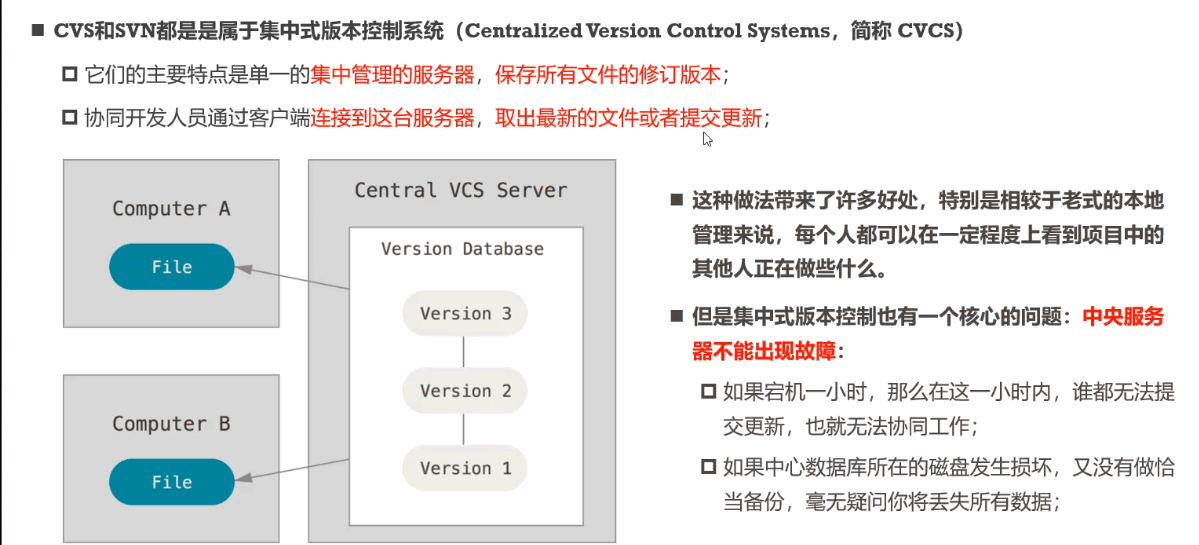 CVS和SVN都是是属于集中式版本控制系统（Centralized Version Control Systems，简称 CVCS）
它们的主要特点是单一的集中管理的服务器，保存所有文件的修订版本；
协同开发人员通过客户端连接到这台服务器，取出最新的文件或者提交更新；
Computer A
File
Computer B
File
Central VCS Server
Version Database
Version 3
Version 2
Version 1
这种做法带来了许多好处，特别是相较于老式的本地
管理来说，每个人都可以在一定程度上看到项目中的
其他人正在做些什么。
但是集中式版本控制也有一个核心的问题：中央服务
器不能出现故障：
如果宕机一小时，那么在这一小时内，谁都无法提
交更新，也就无法协同工作；
如果中心数据库所在的磁盘发生损坏，又没有做恰
当备份，毫无疑问你将丢失所有数据；